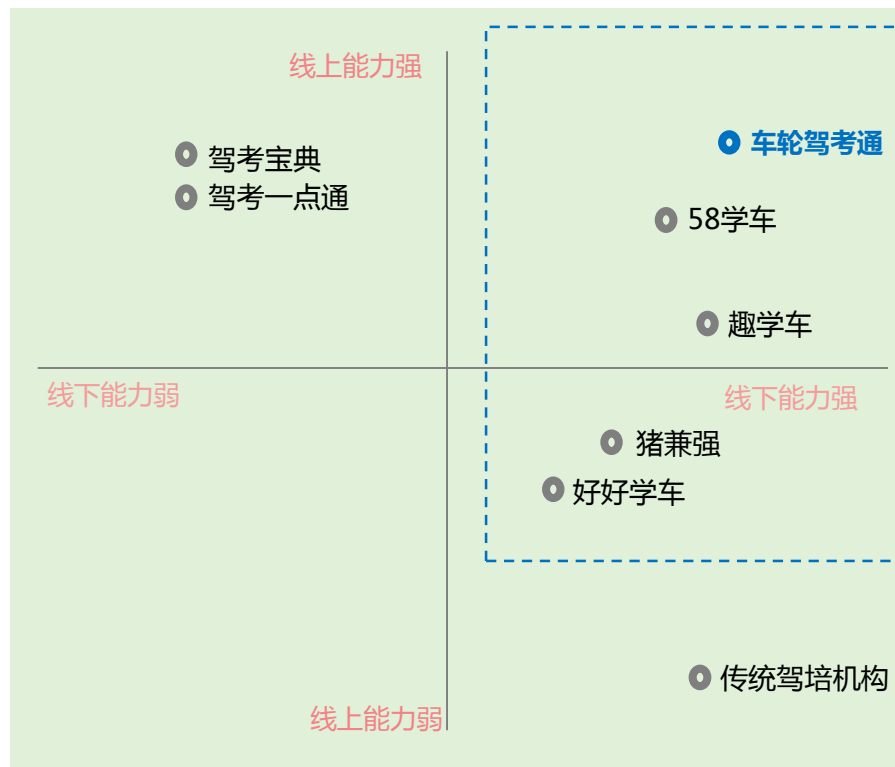 线上能力强
车轮驾考通
驾考宝典
驾考一点通
58学车
趣学车
线下能力弱
线下能力强
猪兼强
好好学车
传统驾培机构
线上能力弱